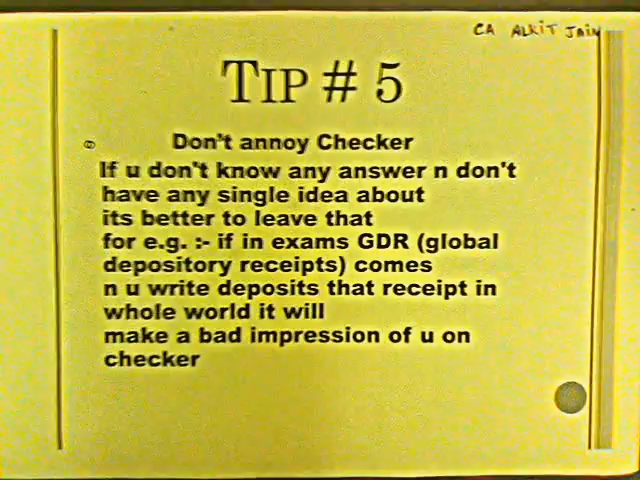 CA ALKIT JAIN
TIP # 5
Don't annoy Checker
If u don't know any answer n don't
have any single idea about
its better to leave that
for e.g. :- if in exams GDR (global
depository receipts) comes
n u write deposits that receipt in
whole world it will
make a bad impression of u on
checker